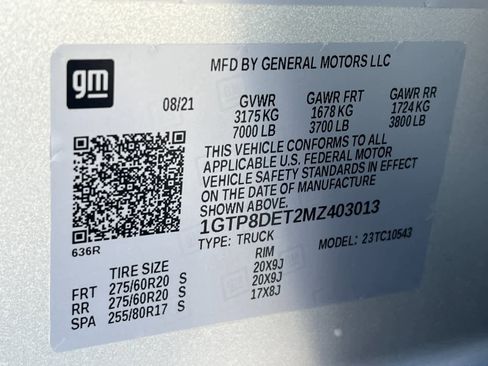 gm
MFD BY GENERAL MOTORS LLC
08/21 GVWR GAWR FRT GAWR RR
3175 KG 1678 KG 1724 KG
7000 LB 3700 LB 3800 LB
THIS VEHICLE CONFORMS TO ALL
APPLICABLE U.S. FEDERAL MOTOR
VEHICLE SAFETY STANDARDS IN EFFECT
ON THE DATE OF MANUFACTURE
SHOWN ABOVE.
1GTP8DET2MZ403013
636R TYPE: TRUCK MODEL: 23TC10543
TIRE SIZE RIM
FRT 275/60R20 S 20X9J
RR 275/60R20 S 20X9J
SPA 255/80R17 S 17X8J